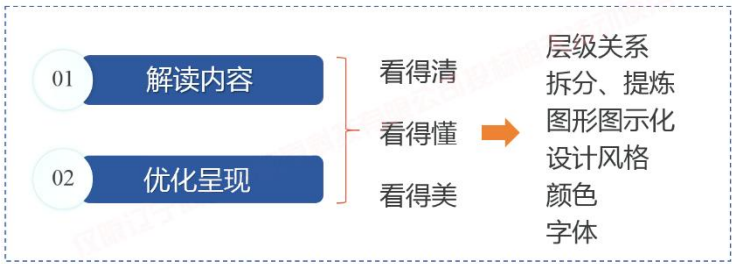 01 解读内容
02 优化呈现
看得清
看得懂
看得美
层级关系
拆分、提炼
图形图示化
设计风格
颜色
字体